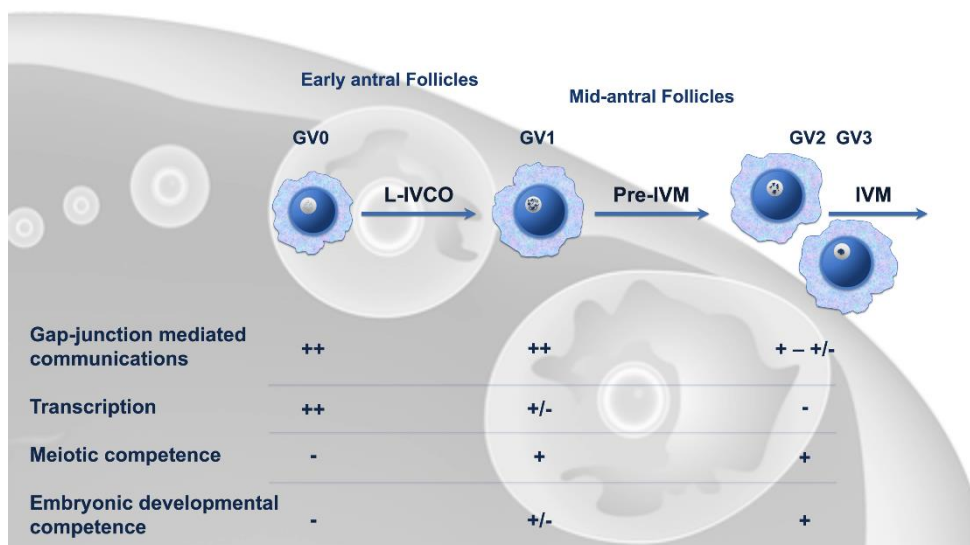 Early antral Follicles
Mid-antral Follicles
GV0
GV1
GV2 GV3
L-IVCO
Pre-IVM
IVM
Gap-junction mediated
communications
++
++
+ – +/-
Transcription
++
+/-
-
Meiotic competence
-
+
+
Embryonic developmental
competence
-
+/-
+